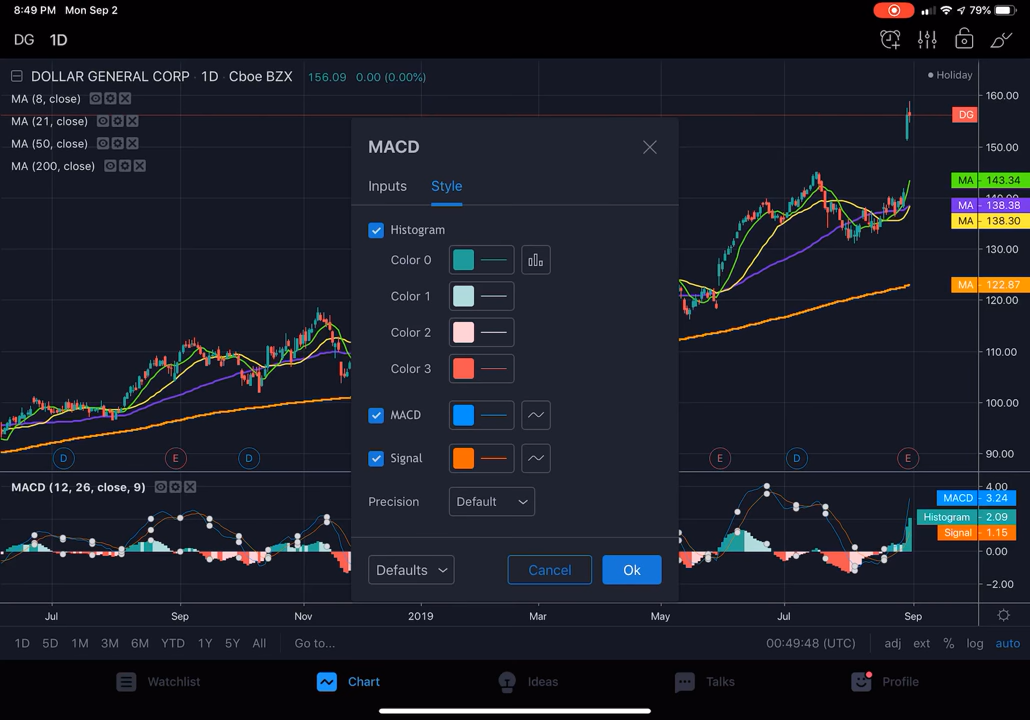 8:49 PM Mon Sep 2 79%
DG 1D
DOLLAR GENERAL CORP · 1D · Cboe BZX 156.09 0.00 (0.00%)
Holiday
MA (8, close)
MA (21, close)
MA (50, close)
MA (200, close)
160.00
DG
150.00
MA 143.34
140.00
MA 138.38
MA 138.30
130.00
MA 122.87
120.00
110.00
100.00
90.00
D E D E D E
MACD
Inputs Style
Histogram
Color 0
Color 1
Color 2
Color 3
MACD
Signal
Precision Default
Defaults Cancel Ok
MACD (12, 26, close, 9)
4.00
MACD 3.24
Histogram 2.09
Signal 1.15
0.00
−2.00
Jul Sep Nov 2019 Mar May Jul Sep
1D 5D 1M 3M 6M YTD 1Y 5Y All Go to... 00:49:48 (UTC) adj ext % log auto
Watchlist Chart Ideas Talks Profile